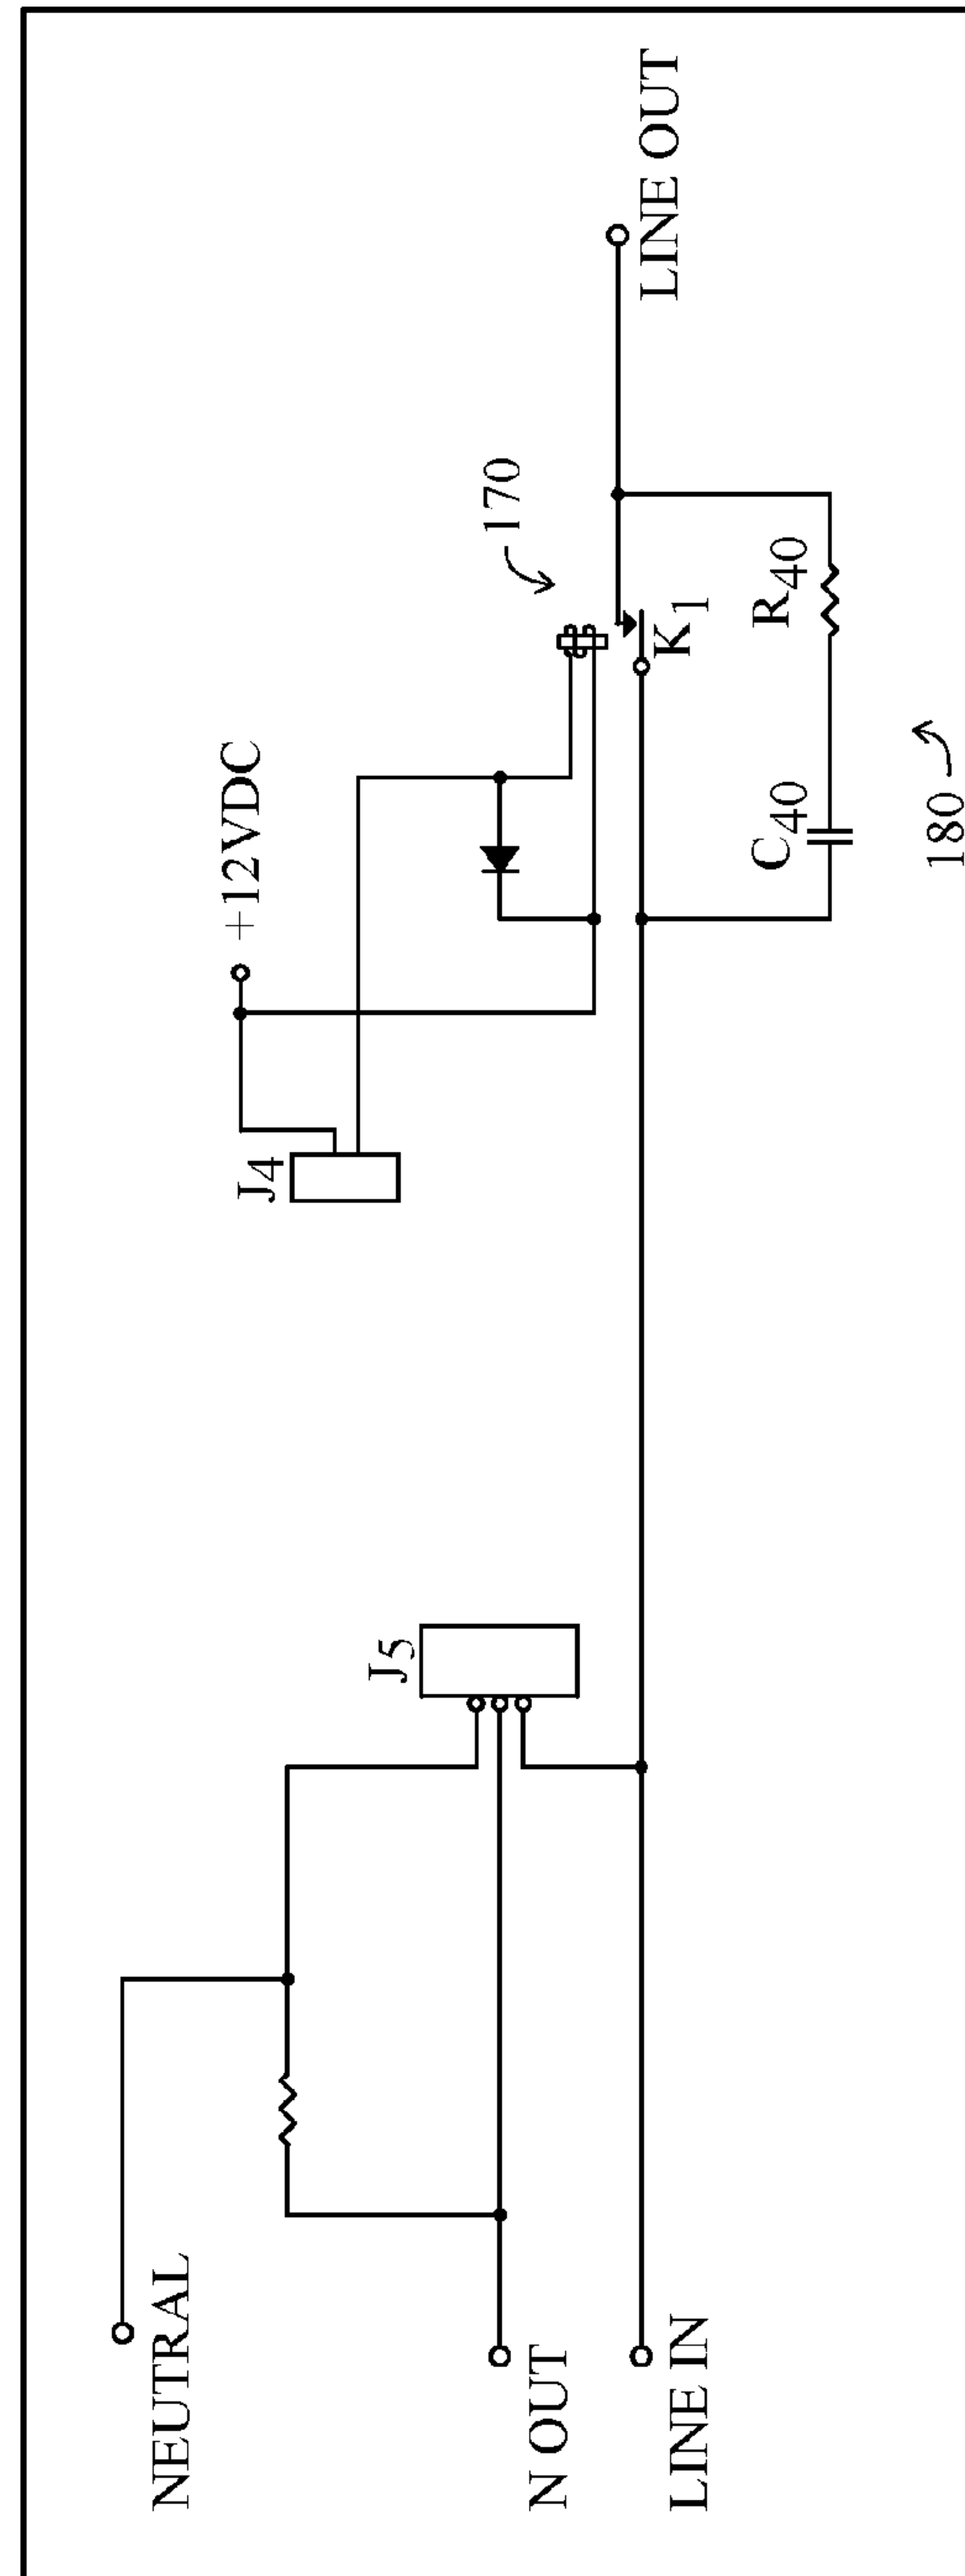 NEUTRAL
N OUT
LINE IN
J5
J4
+12VDC
170
K1
LINE OUT
C40
R40
180